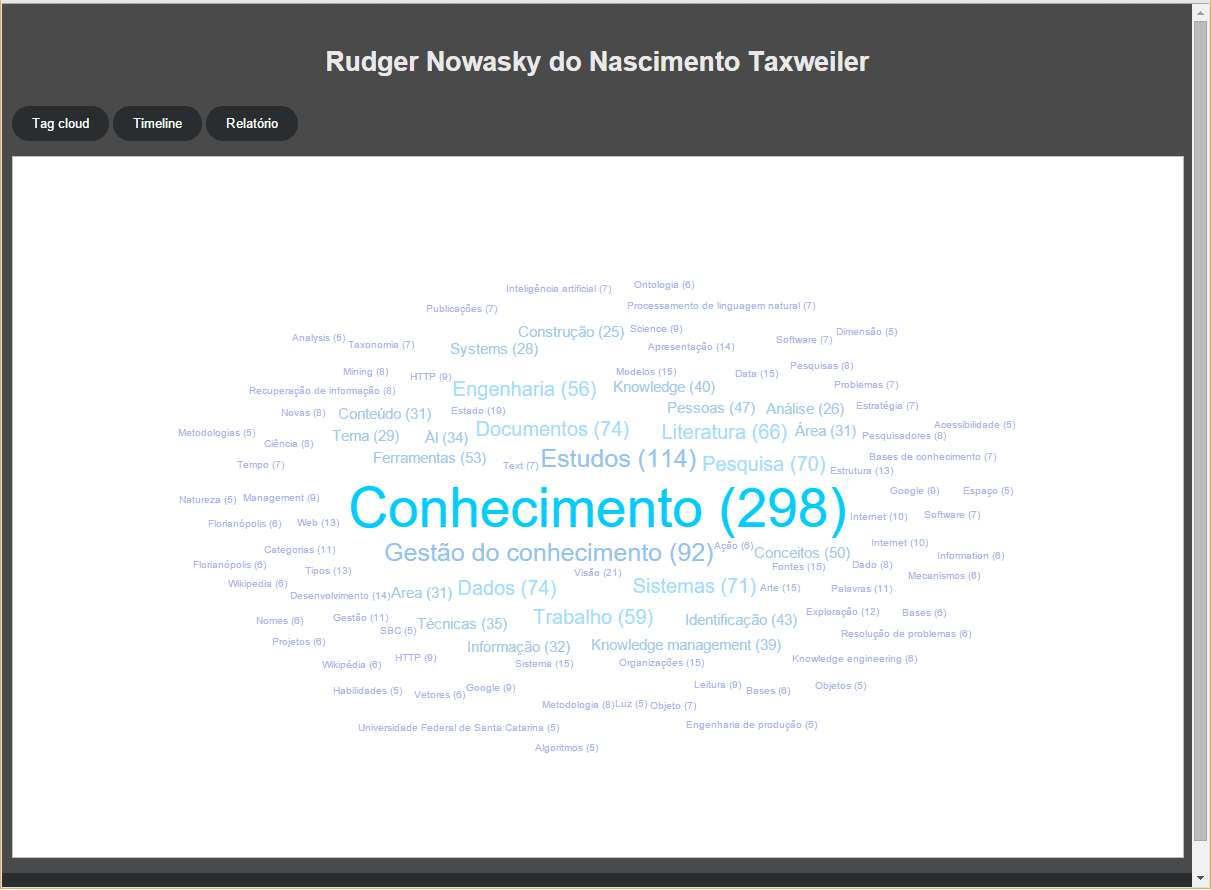 Rudger Nowasky do Nascimento Taxweiler
Tag cloud Timeline Relatório
Inteligência artificial (7) Ontologia (6)
Publicações (7) Processamento de linguagem natural (7)
Construção (25) Science (9) Dimensão (5)
Analysis (5) Taxonomia (7) Systems (28) Apresentação (14) Software (7)
Mining (8) HTTP (9) Modelos (15) Data (15) Pesquisas (8)
Recuperação de informação (8) Engenharia (56) Knowledge (40) Problemas (7)
Novas (8) Conteúdo (31) Estado (19) Pessoas (47) Análise (26) Estratégia (7)
Metodologias (5) Ciência (8) Tema (29) ÂI (34) Documentos (74) Literatura (66) Área (31) Pesquisadores (8) Acessibilidade (5)
Tempo (7) Ferramentas (53) Text (7) Estudos (114) Pesquisa (70) Estrutura (13) Bases de conhecimento (7)
Natureza (5) Management (9) Conhecimento (298) Google (9) Espaço (5)
Florianópolis (6) Web (13) Internet (10) Software (7)
Categorias (11) Gestão do conhecimento (92) Ação (6) Conceitos (50) Internet (10) Information (6)
Florianópolis (6) Tipos (13) Visão (21) Fontes (15) Dado (8) Mecanismos (6)
Wikipedia (6) Desenvolvimento (14) Area (31) Dados (74) Sistemas (71) Arte (15) Palavras (11)
Nomes (6) Gestão (11) SBC (5) Técnicas (35) Trabalho (59) Identificação (43) Exploração (12) Bases (6)
Projetos (6) Informação (32) Knowledge management (39) Resolução de problemas (6)
Wikipédia (6) HTTP (9) Sistema (15) Organizações (15) Knowledge engineering (6)
Habilidades (5) Vetores (6) Google (9) Leitura (9) Bases (6) Objetos (5)
Metodologia (8) Luz (5) Objeto (7)
Universidade Federal de Santa Catarina (5) Engenharia de produção (5)
Algoritmos (5)